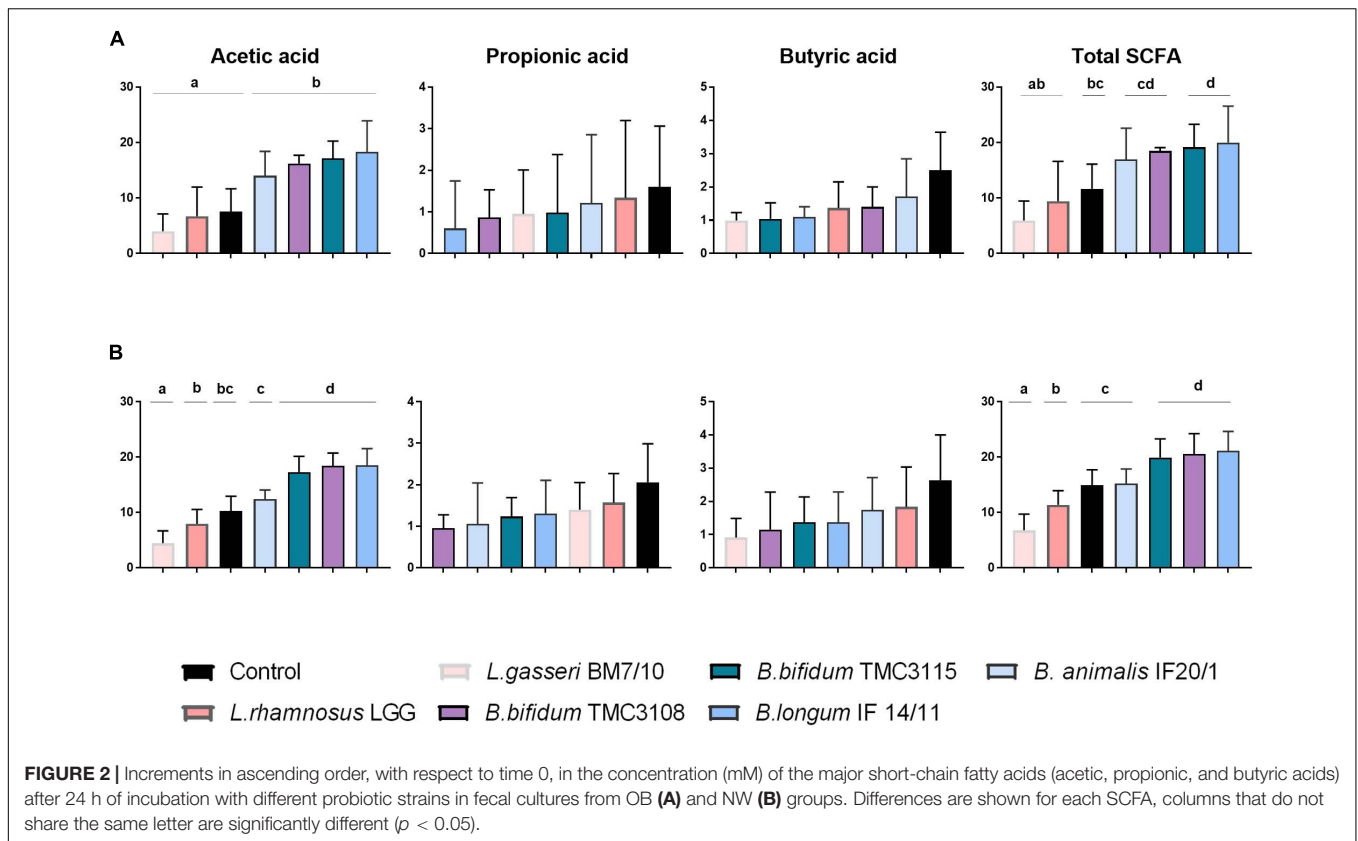 A
Acetic acid
Propionic acid
Butyric acid
Total SCFA
a
b
ab
bc
cd
d
30
20
10
0
4
3
2
1
0
5
4
3
2
1
0
30
20
10
0
B
a
b
bc
c
d
a
b
c
d
30
20
10
0
4
3
2
1
0
5
4
3
2
1
0
30
20
10
0
Control
L.gasseri BM7/10
B.bifidum TMC3115
B. animalis IF20/1
L.rhamnosus LGG
B.bifidum TMC3108
B.longum IF 14/11
FIGURE 2 | Increments in ascending order, with respect to time 0, in the concentration (mM) of the major short-chain fatty acids (acetic, propionic, and butyric acids)
after 24 h of incubation with different probiotic strains in fecal cultures from OB (A) and NW (B) groups. Differences are shown for each SCFA, columns that do not
share the same letter are significantly different (p < 0.05).